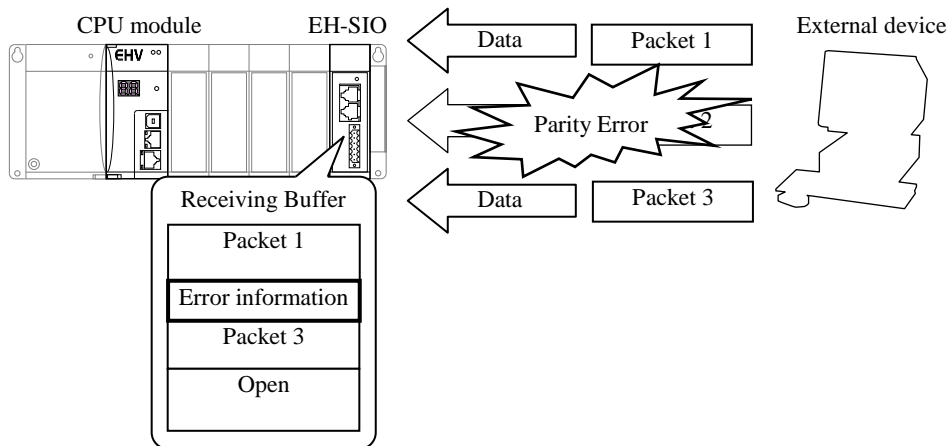 CPU module
EH-SIO
External device
EHV
Data
Packet 1
Parity Error
2
Data
Packet 3
Receiving Buffer
Packet 1
Error information
Packet 3
Open